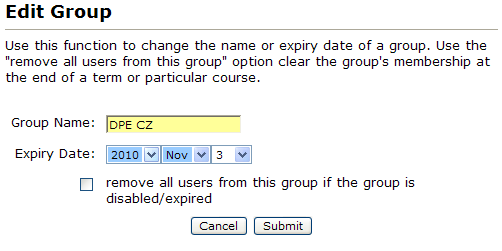 Edit Group
Use this function to change the name or expiry date of a group. Use the
"remove all users from this group" option clear the group's membership at
the end of a term or particular course.
Group Name: DPE CZ
Expiry Date: 2010 Nov 3
remove all users from this group if the group is
disabled/expired
Cancel Submit